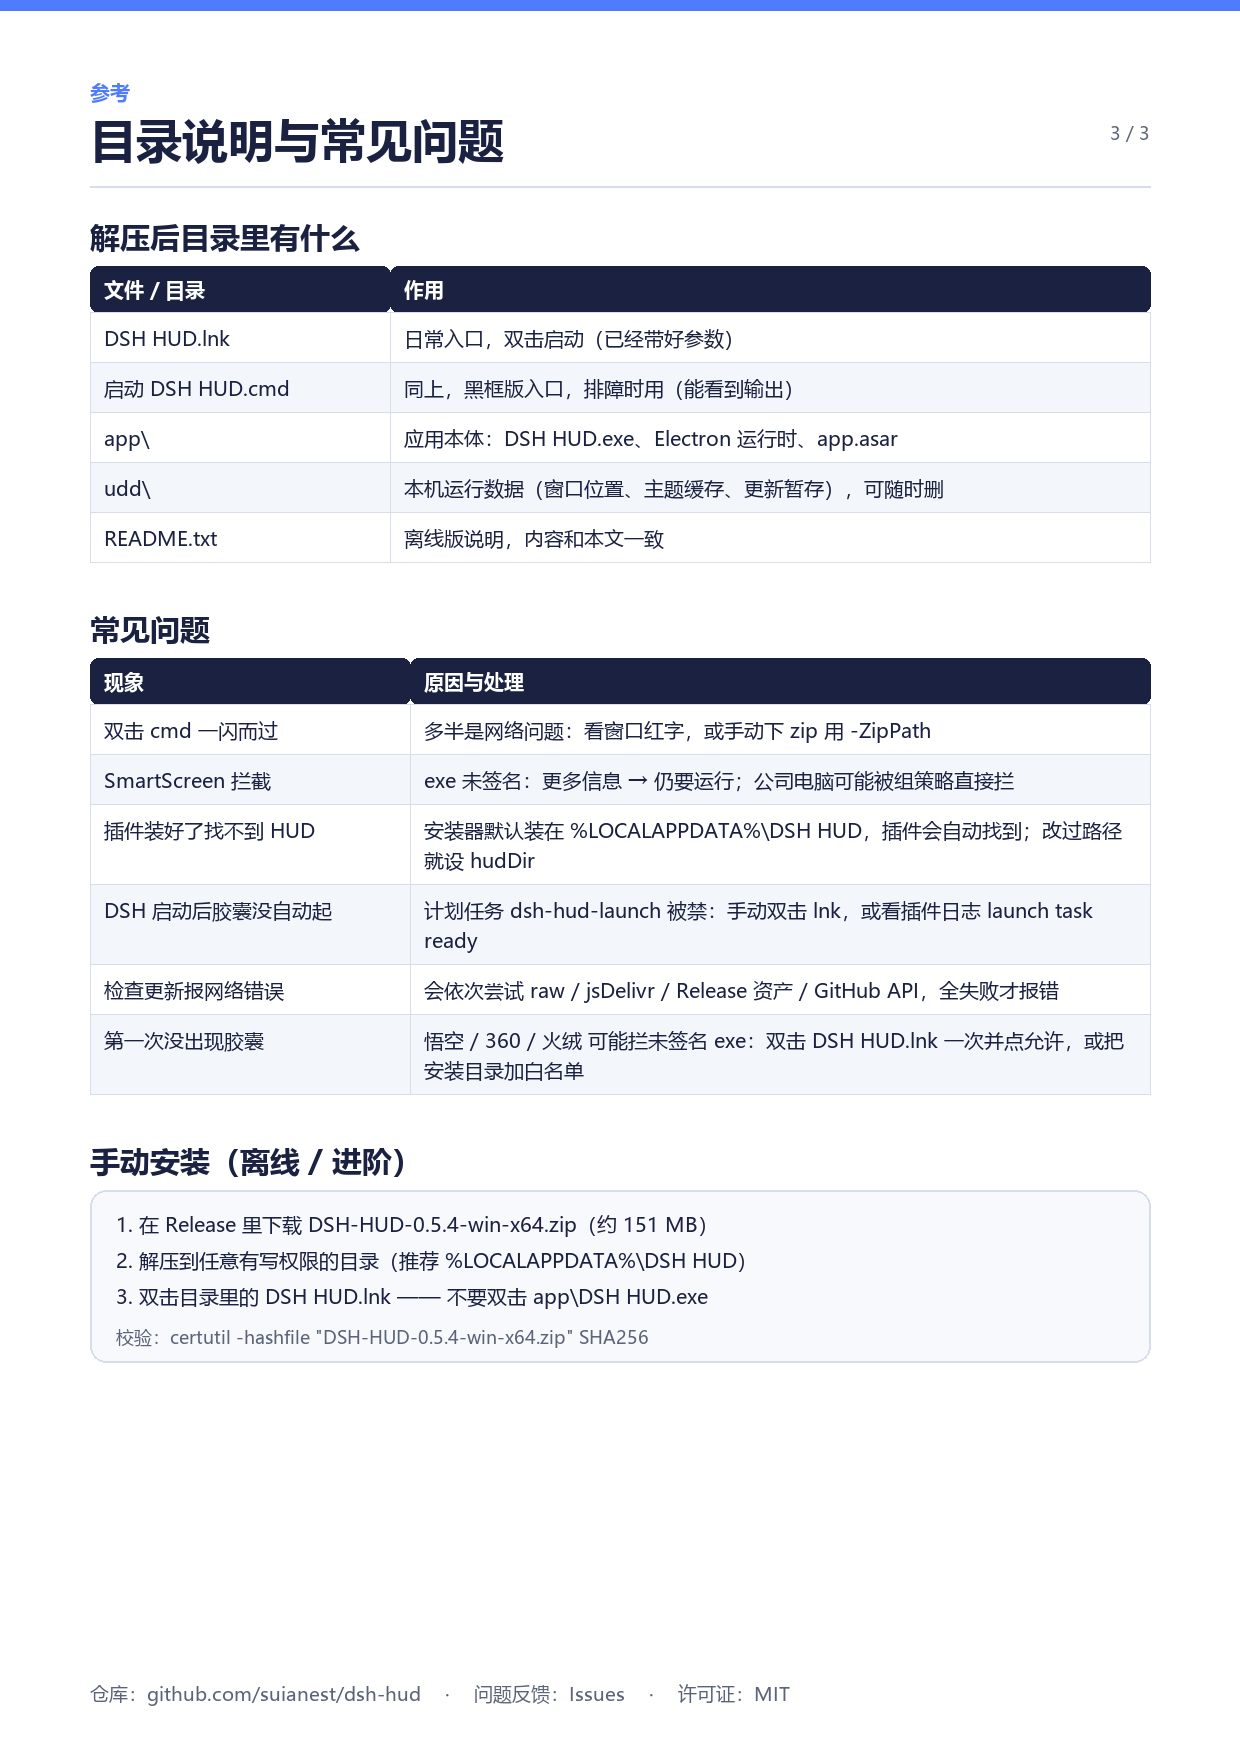 参考
目录说明与常见问题
3 / 3
解压后目录里有什么
文件 / 目录 作用
DSH HUD.lnk 日常入口，双击启动（已经带好参数）
启动 DSH HUD.cmd 同上，黑框版入口，排障时用（能看到输出）
app\ 应用本体：DSH HUD.exe、Electron 运行时、app.asar
udd\ 本机运行数据（窗口位置、主题缓存、更新暂存），可随时删
README.txt 离线版说明，内容和本文一致
常见问题
现象 原因与处理
双击 cmd 一闪而过 多半是网络问题：看窗口红字，或手动下 zip 用 -ZipPath
SmartScreen 拦截 exe 未签名：更多信息 → 仍要运行；公司电脑可能被组策略直接拦
插件装好了找不到 HUD 安装器默认装在 %LOCALAPPDATA%\DSH HUD，插件会自动找到；改过路径
就设 hudDir
DSH 启动后胶囊没自动起 计划任务 dsh-hud-launch 被禁：手动双击 lnk，或看插件日志 launch task
ready
检查更新报网络错误 会依次尝试 raw / jsDelivr / Release 资产 / GitHub API，全失败才报错
第一次没出现胶囊 悟空 / 360 / 火绒 可能拦未签名 exe：双击 DSH HUD.lnk 一次并点允许，或把
安装目录加白名单
手动安装（离线 / 进阶）
1. 在 Release 里下载 DSH-HUD-0.5.4-win-x64.zip（约 151 MB）
2. 解压到任意有写权限的目录（推荐 %LOCALAPPDATA%\DSH HUD）
3. 双击目录里的 DSH HUD.lnk —— 不要双击 app\DSH HUD.exe
校验：certutil -hashfile "DSH-HUD-0.5.4-win-x64.zip" SHA256
仓库：github.com/suianest/dsh-hud · 问题反馈：Issues · 许可证：MIT